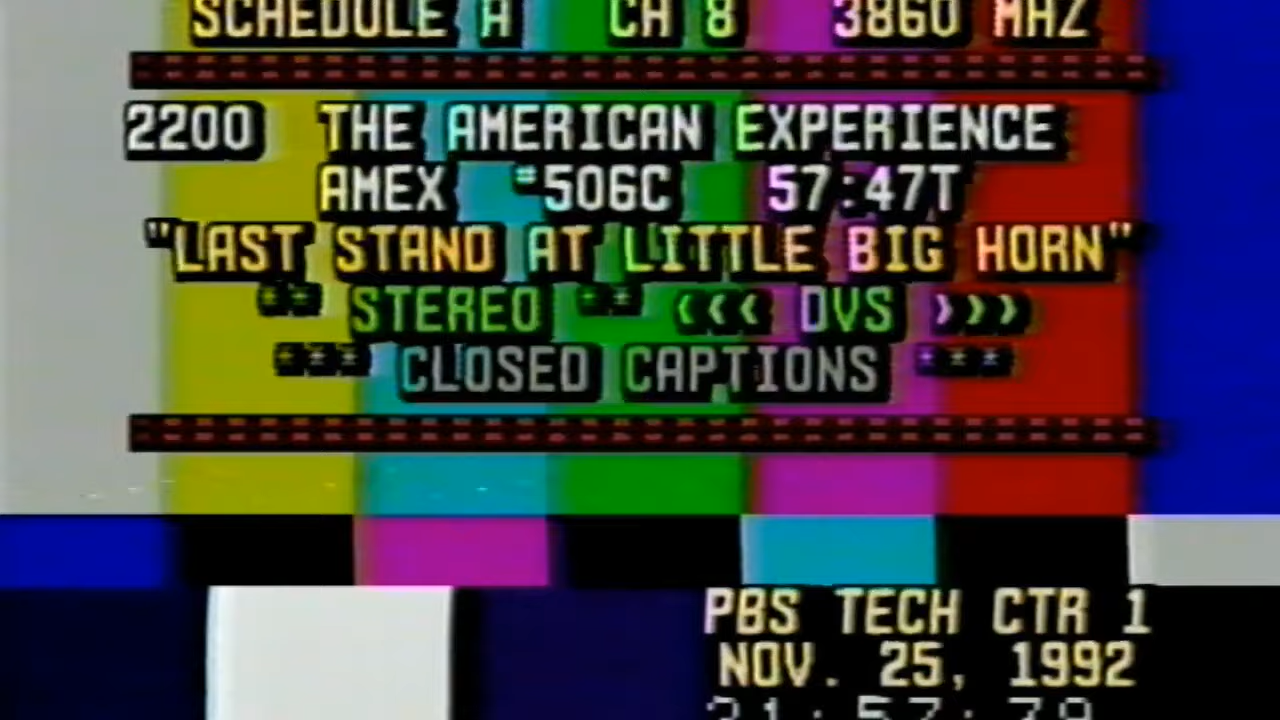 SCHEDULE A CH 8 3860 MHZ
2200 THE AMERICAN EXPERIENCE
AMEX #506C 57:47T
"LAST STAND AT LITTLE BIG HORN"
** STEREO ** <<< DVS >>>
*** CLOSED CAPTIONS ***
PBS TECH CTR 1
NOV. 25, 1992